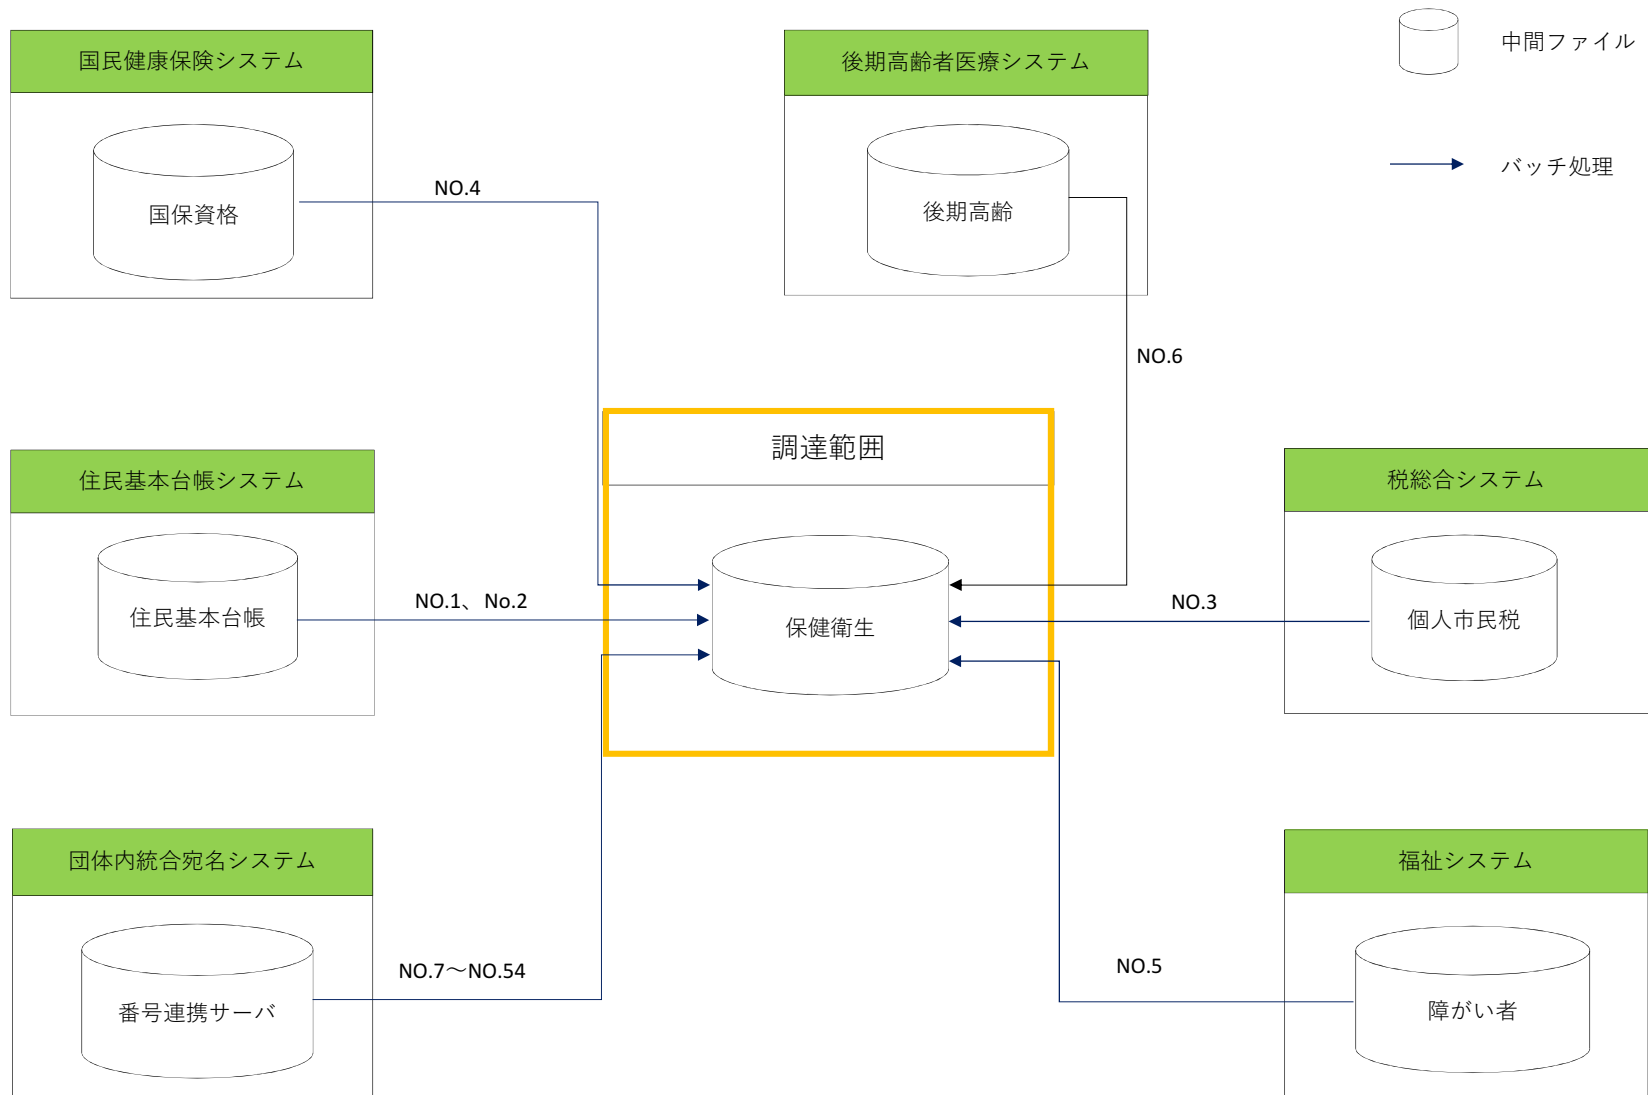 国民健康保険システム
後期高齢者医療システム
中間ファイル
国保資格
NO.4
後期高齢
バッチ処理
NO.6
調達範囲
住民基本台帳システム
税総合システム
住民基本台帳
NO.1、No.2
保健衛生
NO.3
個人市民税
団体内統合宛名システム
福祉システム
番号連携サーバ
NO.7～NO.54
NO.5
障がい者